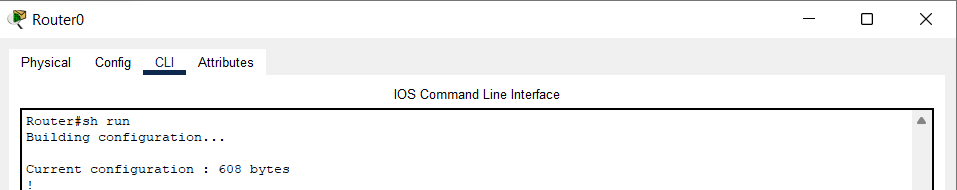 Router0
Physical Config CLI Attributes
IOS Command Line Interface
Router#sh run
Building configuration...
Current configuration : 608 bytes
!